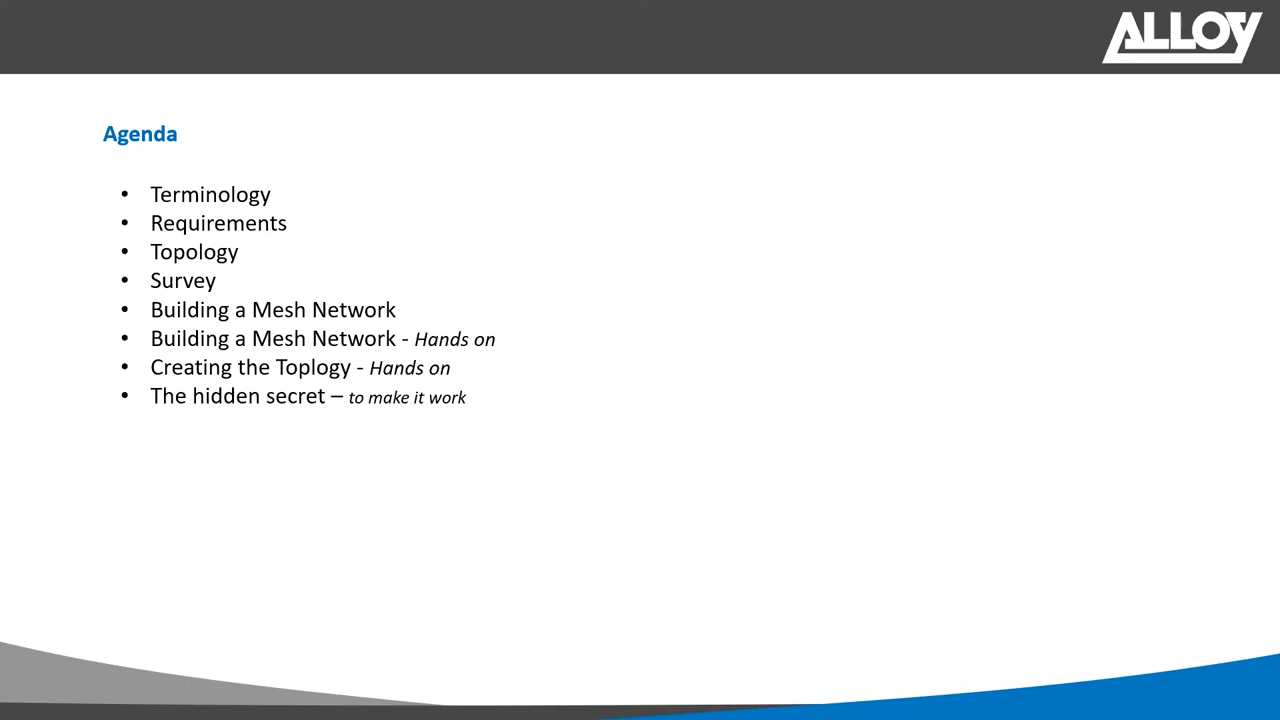 ALLOY
Agenda
• Terminology
• Requirements
• Topology
• Survey
• Building a Mesh Network
• Building a Mesh Network - Hands on
• Creating the Toplogy - Hands on
• The hidden secret – to make it work